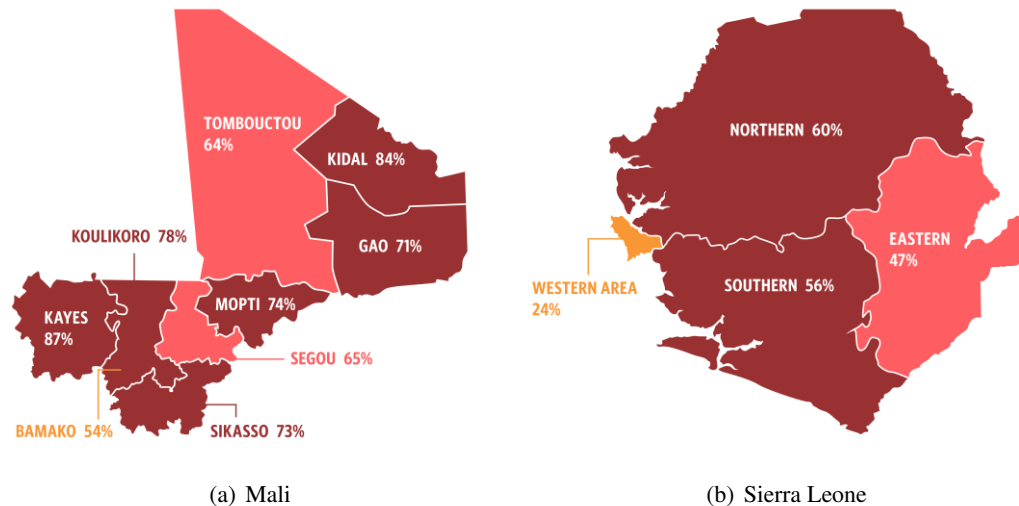 TOMBOUCTOU
64%
KIDAL 84%
GAO 71%
KOULIKORO 78%
MOPTI 74%
KAYES
87%
SEGOU 65%
BAMAKO 54%
SIKASSO 73%
(a) Mali
NORTHERN 60%
EASTERN
47%
SOUTHERN 56%
WESTERN AREA
24%
(b) Sierra Leone